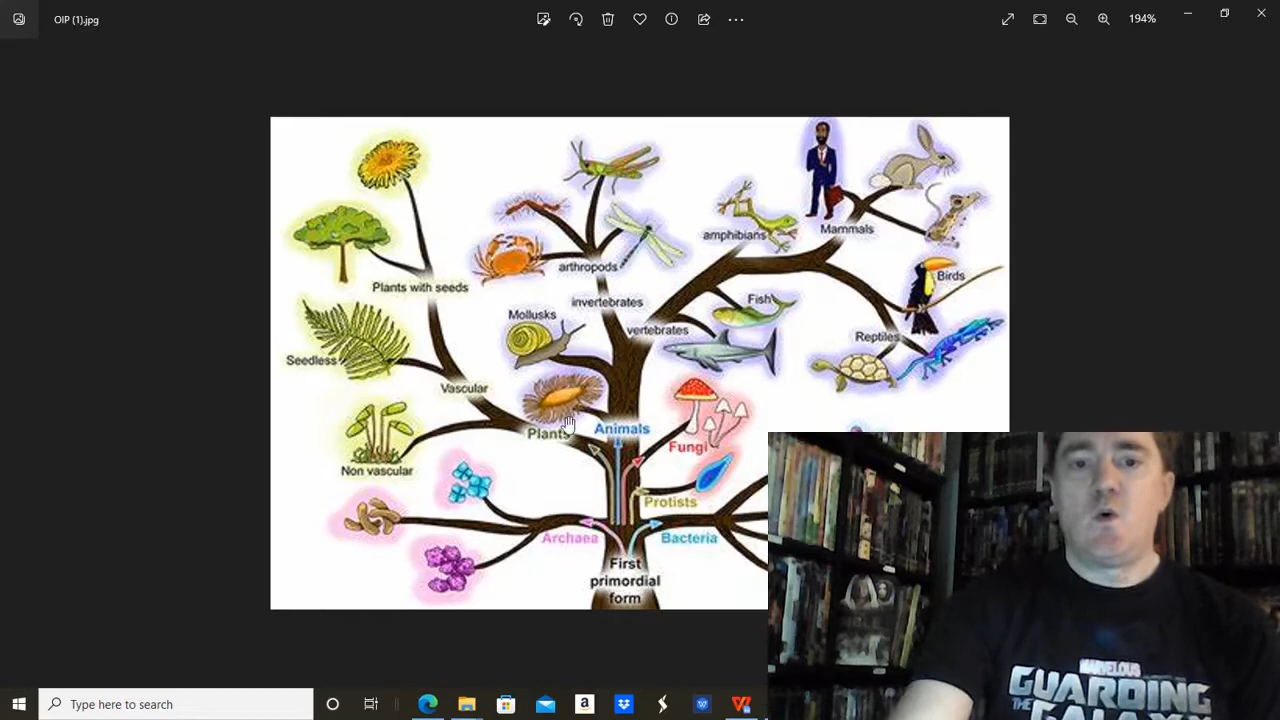 OIP (1).jpg
194%
Plants with seeds
Seedless
Vascular
Non vascular
arthropods
invertebrates
Mollusks
vertebrates
amphibians
Mammals
Birds
Fish
Reptiles
Plants
Animals
Fungi
Protists
Archaea
Bacteria
First
primordial
form
MARVELOUS
GUARDING
THE GALAXY
Type here to search